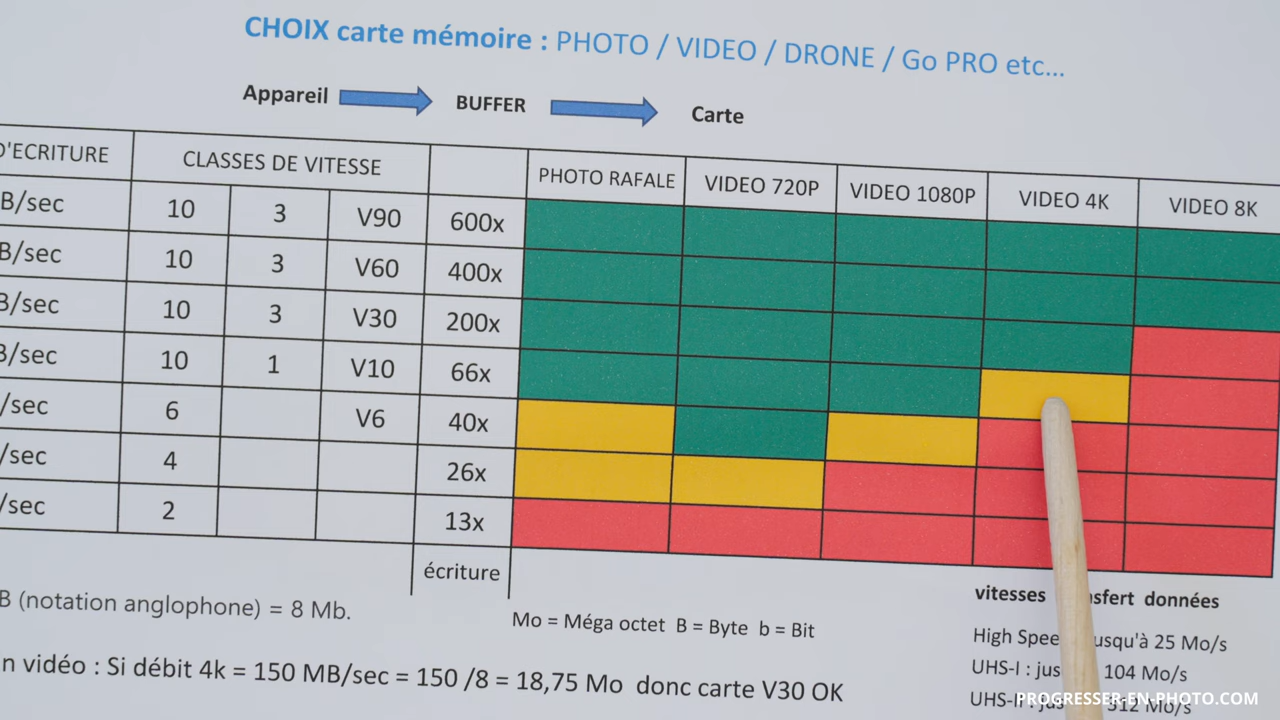 CHOIX carte mémoire : PHOTO / VIDEO / DRONE / Go PRO etc...
Appareil BUFFER Carte
D'ECRITURE CLASSES DE VITESSE PHOTO RAFALE VIDEO 720P VIDEO 1080P VIDEO 4K VIDEO 8K
B/sec 10 3 V90 600x
B/sec 10 3 V60 400x
B/sec 10 3 V30 200x
B/sec 10 1 V10 66x
/sec 6 V6 40x
/sec 4 26x
/sec 2 13x
écriture
B (notation anglophone) = 8 Mb.
Mo = Méga octet B = Byte b = Bit
vitesses données
High jusqu'à 25 Mo/s
UHS-I : 104 Mo/s
312 Mo/s
n vidéo : Si débit 4k = 150 MB/sec = 150 /8 = 18,75 Mo donc carte V30 OK
PROGRESSER-EN-PHOTO.COM